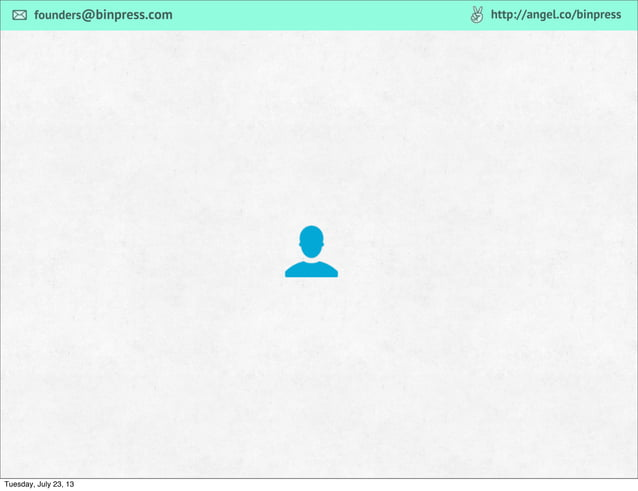 founders@binpress.com
http://angel.co/binpress
Tuesday, July 23, 13